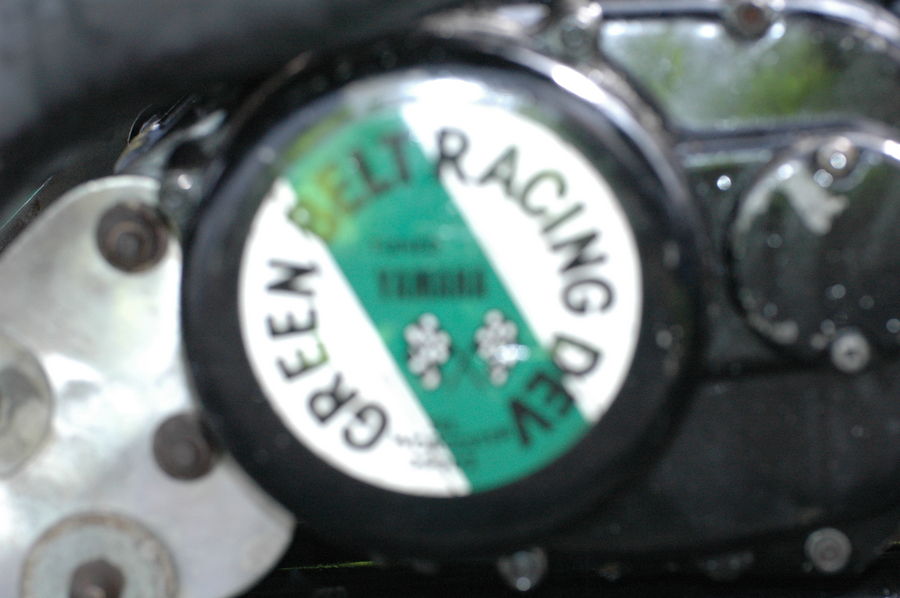 GREEN BELT RACING DEV
YAMAHA